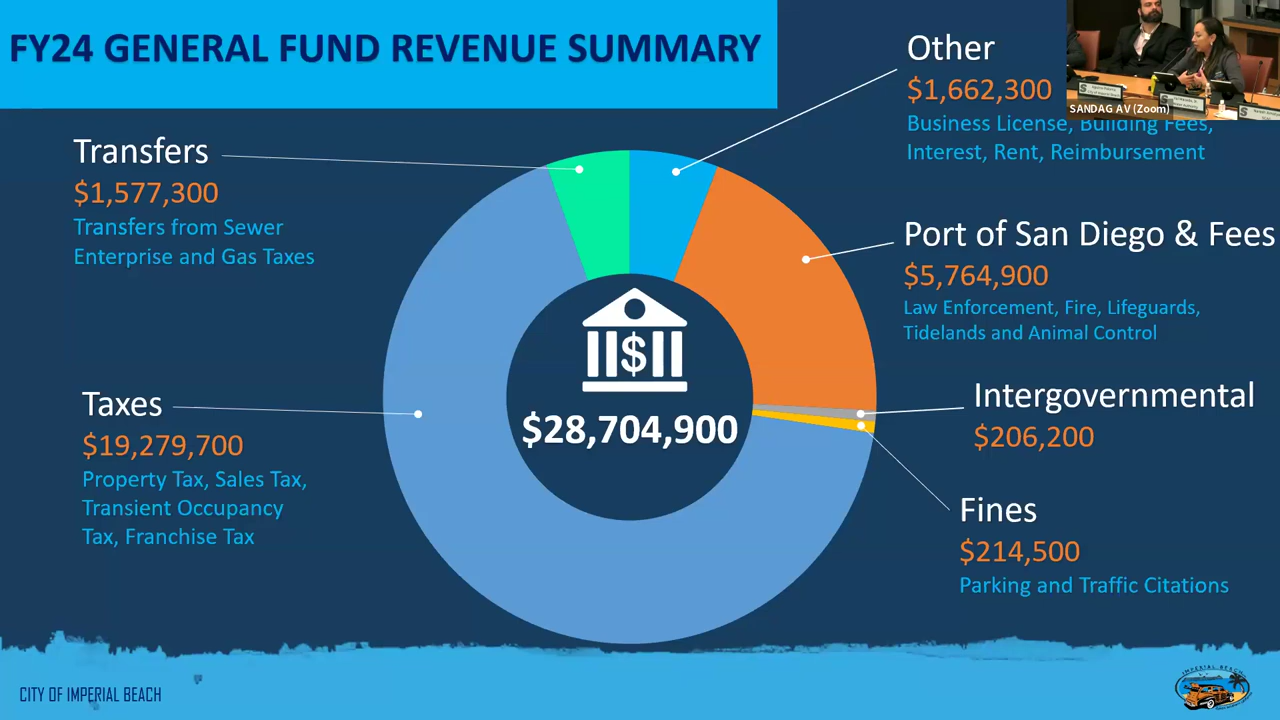 FY24 GENERAL FUND REVENUE SUMMARY
Other
$1,662,300
Business License, Building Fees,
Interest, Rent, Reimbursement
SANDAG AV (Zoom)
Transfers
$1,577,300
Transfers from Sewer
Enterprise and Gas Taxes
Port of San Diego & Fees
$5,764,900
Law Enforcement, Fire, Lifeguards,
Tidelands and Animal Control
$
$28,704,900
Taxes
$19,279,700
Property Tax, Sales Tax,
Transient Occupancy
Tax, Franchise Tax
Intergovernmental
$206,200
Fines
$214,500
Parking and Traffic Citations
CITY OF IMPERIAL BEACH
IMPERIAL BEACH